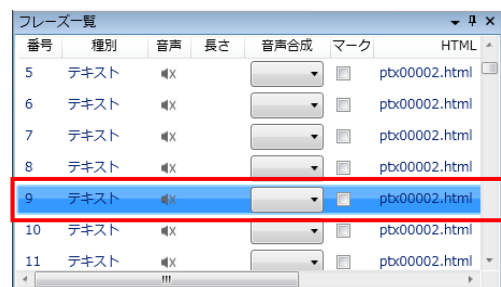 フレーズ一覧
番号 種別 音声 長さ 音声合成 マーク HTML
5 テキスト ptx00002.html
6 テキスト ptx00002.html
7 テキスト ptx00002.html
8 テキスト ptx00002.html
9 テキスト ptx00002.html
10 テキスト ptx00002.html
11 テキスト ptx00002.html